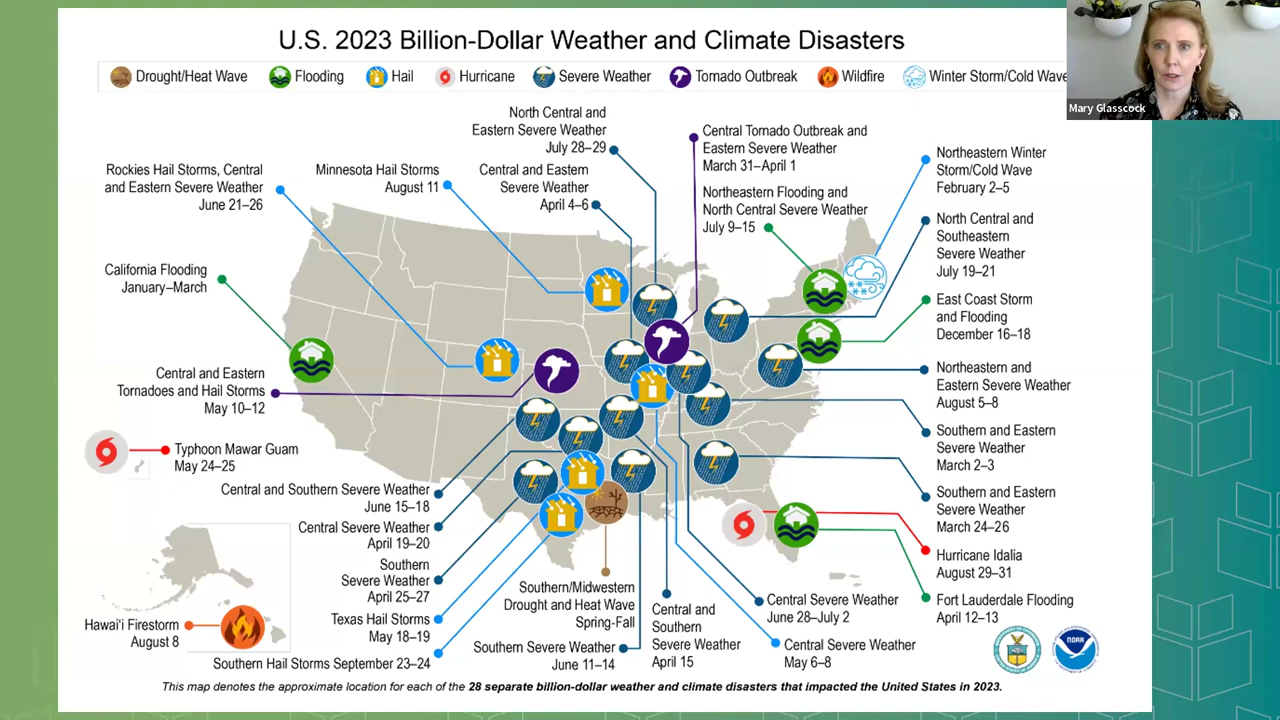 U.S. 2023 Billion-Dollar Weather and Climate Disasters
Drought/Heat Wave
Flooding
Hail
Hurricane
Severe Weather
Tornado Outbreak
Wildfire
Winter Storm/Cold Wave
Mary Glasscock
North Central and
Eastern Severe Weather
July 28–29
Central Tornado Outbreak and
Eastern Severe Weather
March 31–April 1
Northeastern Winter
Storm/Cold Wave
February 2–5
Rockies Hail Storms, Central
and Eastern Severe Weather
June 21–26
Minnesota Hail Storms
August 11
Central and Eastern
Severe Weather
April 4–6
Northeastern Flooding and
North Central Severe Weather
July 9–15
North Central and
Southeastern
Severe Weather
July 19–21
California Flooding
January–March
East Coast Storm
and Flooding
December 16–18
Central and Eastern
Tornadoes and Hail Storms
May 10–12
Northeastern and
Eastern Severe Weather
August 5–8
Typhoon Mawar Guam
May 24–25
Southern and Eastern
Severe Weather
March 2–3
Central and Southern Severe Weather
June 15–18
Southern and Eastern
Severe Weather
March 24–26
Central Severe Weather
April 19–20
Hurricane Idalia
August 29–31
Southern
Severe Weather
April 25–27
Fort Lauderdale Flooding
April 12–13
Texas Hail Storms
May 18–19
Southern/Midwestern
Drought and Heat Wave
Spring-Fall
Central and
Southern
Severe Weather
April 15
Central Severe Weather
June 28–July 2
Hawai‘i Firestorm
August 8
Southern Hail Storms September 23–24
Southern Severe Weather
June 11–14
Central Severe Weather
May 6–8
NOAA
This map denotes the approximate location for each of the 28 separate billion-dollar weather and climate disasters that impacted the United States in 2023.